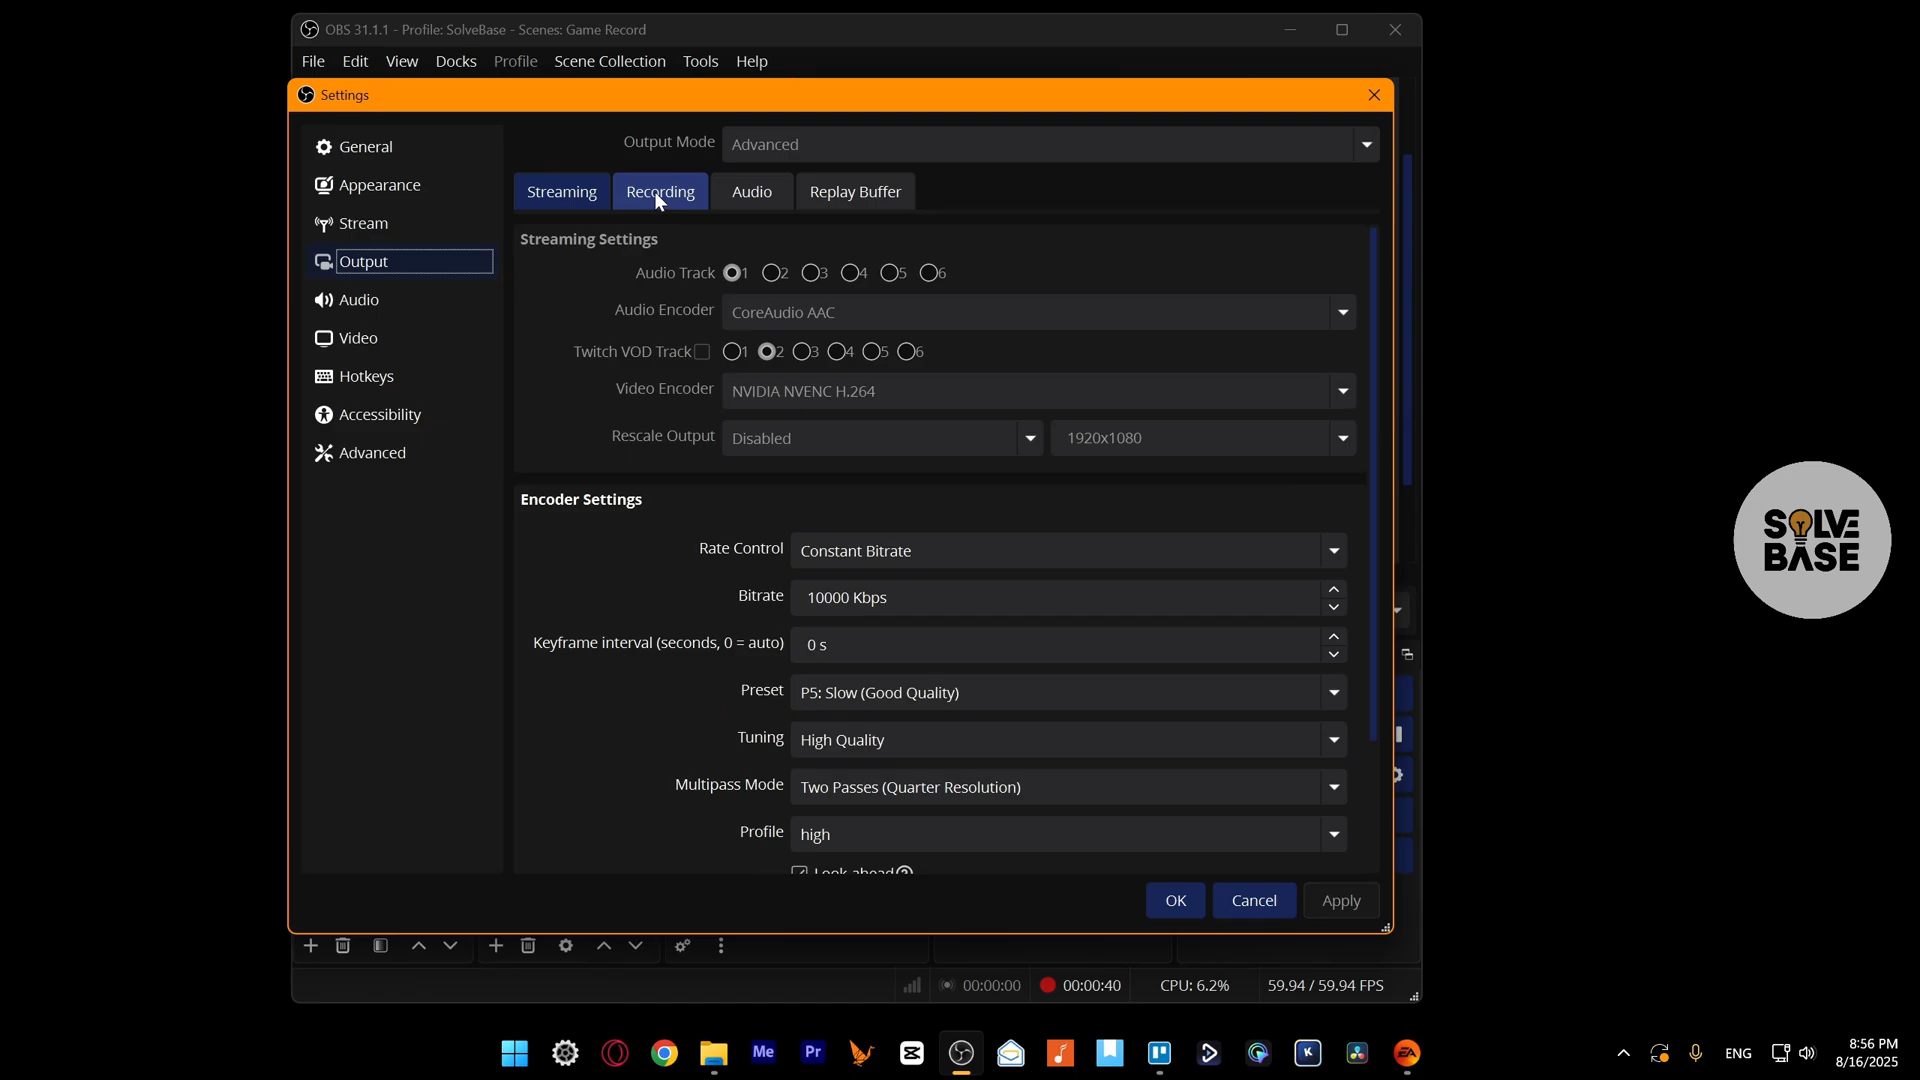 OBS 31.1.1 - Profile: SolveBase - Scenes: Game Record
File Edit View Docks Profile Scene Collection Tools Help
Settings
General
Appearance
Stream
Output
Audio
Video
Hotkeys
Accessibility
Advanced
Output Mode Advanced
Streaming Recording Audio Replay Buffer
Streaming Settings
Audio Track 1 2 3 4 5 6
Audio Encoder CoreAudio AAC
Twitch VOD Track 1 2 3 4 5 6
Video Encoder NVIDIA NVENC H.264
Rescale Output Disabled 1920x1080
Encoder Settings
Rate Control Constant Bitrate
Bitrate 10000 Kbps
Keyframe interval (seconds, 0 = auto) 0 s
Preset P5: Slow (Good Quality)
Tuning High Quality
Multipass Mode Two Passes (Quarter Resolution)
Profile high
Look-ahead
OK Cancel Apply
00:00:00 00:00:40 CPU: 6.2% 59.94 / 59.94 FPS
SOLVE
BASE
Me Pr K EA
ENG
8:56 PM
8/16/2025